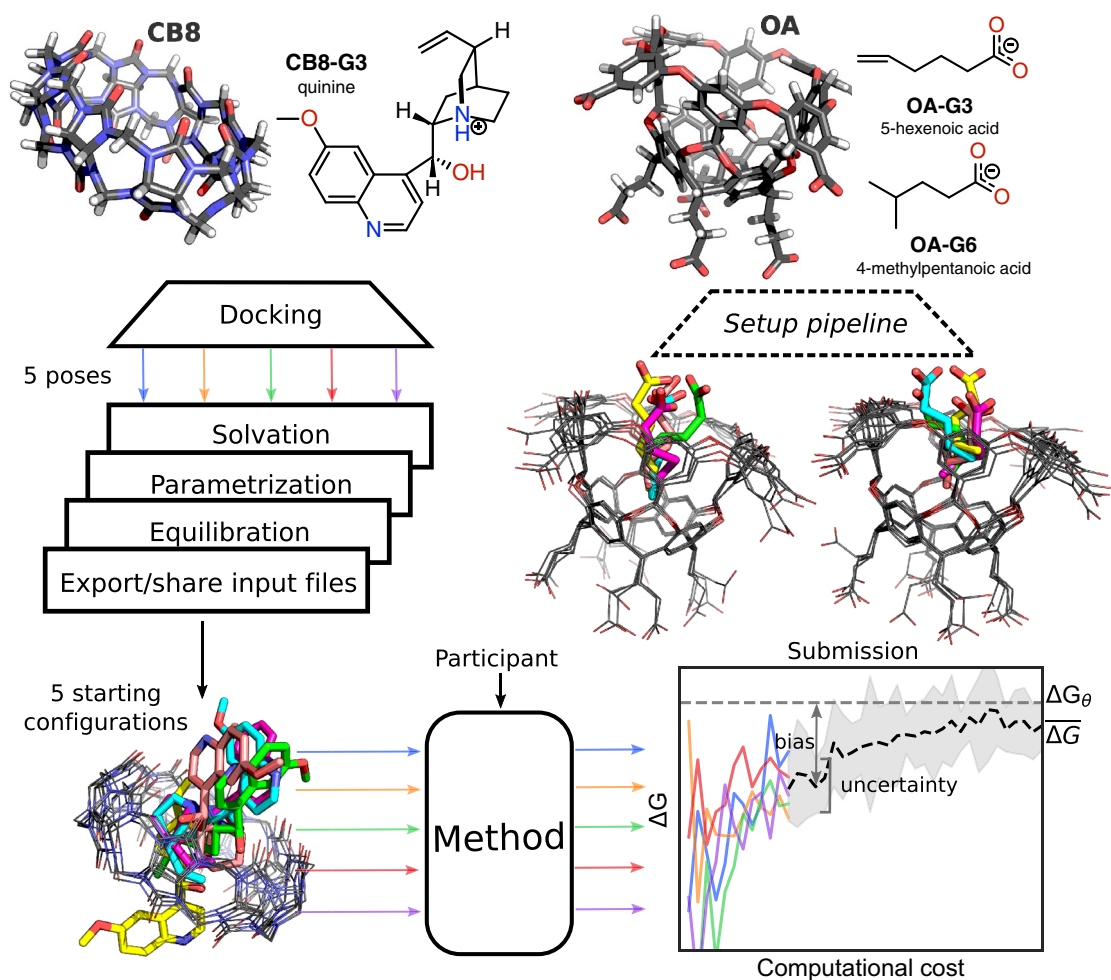 CB8
CB8-G3
quinine
H
H
N
H
⊕
O
OH
H
N
OA
O
⊖
O
OA-G3
5-hexenoic acid
O
⊖
O
OA-G6
4-methylpentanoic acid
Docking
5 poses
Solvation
Parametrization
Equilibration
Export/share input files
Setup pipeline
5 starting
configurations
Participant
Method
Submission
ΔG
bias
uncertainty
ΔGθ
ΔG
Computational cost